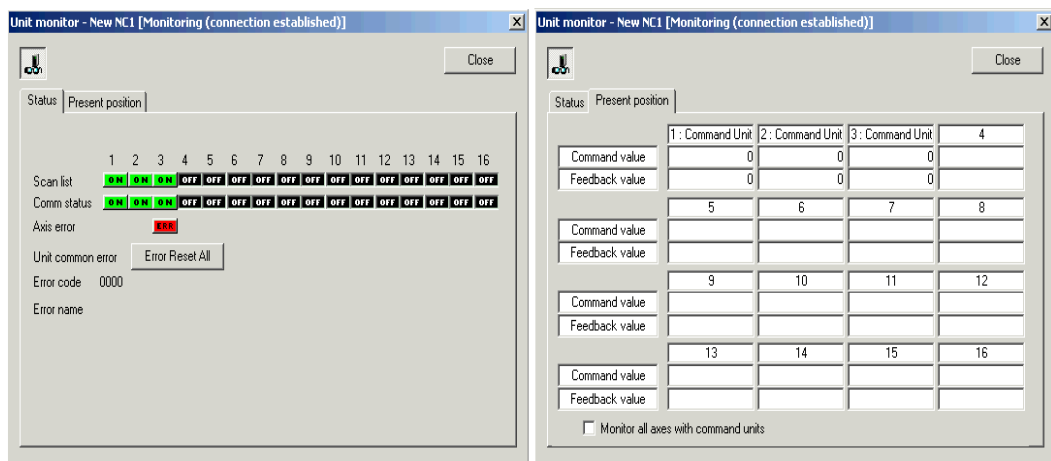 Unit monitor - New NC1 [Monitoring (connection established)]
Close
Status Present position
1 2 3 4 5 6 7 8 9 10 11 12 13 14 15 16
Scan list ON ON ON OFF OFF OFF OFF OFF OFF OFF OFF OFF OFF OFF OFF OFF
Comm status ON ON ON OFF OFF OFF OFF OFF OFF OFF OFF OFF OFF OFF OFF OFF
Axis error ERR
Unit common error Error Reset All
Error code 0000
Error name
Unit monitor - New NC1 [Monitoring (connection established)]
Close
Status Present position
1 : Command Unit 2 : Command Unit 3 : Command Unit 4
Command value 0 0 0
Feedback value 0 0 0
5 6 7 8
Command value
Feedback value
9 10 11 12
Command value
Feedback value
13 14 15 16
Command value
Feedback value
Monitor all axes with command units